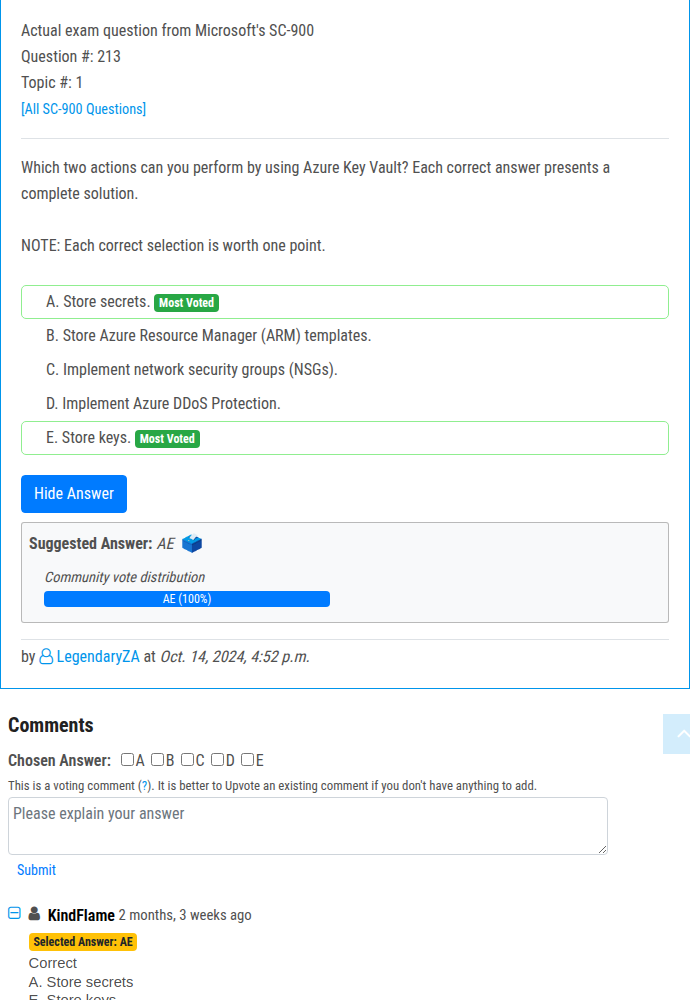 Actual exam question from Microsoft's SC-900
Question #: 213
Topic #: 1
[All SC-900 Questions]
Which two actions can you perform by using Azure Key Vault? Each correct answer presents a
complete solution.
NOTE: Each correct selection is worth one point.
A. Store secrets. Most Voted
B. Store Azure Resource Manager (ARM) templates.
C. Implement network security groups (NSGs).
D. Implement Azure DDoS Protection.
E. Store keys. Most Voted
Hide Answer
Suggested Answer: AE
Community vote distribution
AE (100%)
by LegendaryZA at Oct. 14, 2024, 4:52 p.m.
Comments
Chosen Answer: A B C D E
This is a voting comment (?). It is better to Upvote an existing comment if you don't have anything to add.
Please explain your answer
Submit
KindFlame 2 months, 3 weeks ago
Selected Answer: AE
Correct
A. Store secrets
E. Store keys